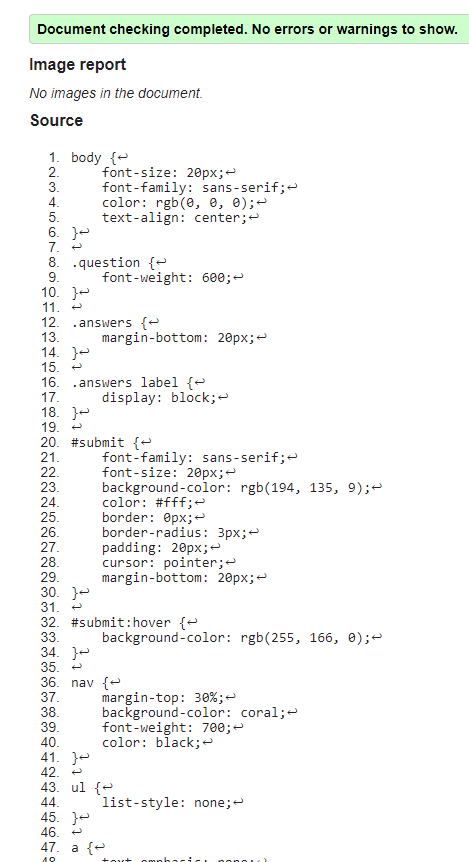 Document checking completed. No errors or warnings to show.
Image report
No images in the document.
Source
1. body {↩
2.     font-size: 20px;↩
3.     font-family: sans-serif;↩
4.     color: rgb(0, 0, 0);↩
5.     text-align: center;↩
6. }↩
7. ↩
8. .question {↩
9.     font-weight: 600;↩
10. }↩
11. ↩
12. .answers {↩
13.     margin-bottom: 20px;↩
14. }↩
15. ↩
16. .answers label {↩
17.     display: block;↩
18. }↩
19. ↩
20. #submit {↩
21.     font-family: sans-serif;↩
22.     font-size: 20px;↩
23.     background-color: rgb(194, 135, 9);↩
24.     color: #fff;↩
25.     border: 0px;↩
26.     border-radius: 3px;↩
27.     padding: 20px;↩
28.     cursor: pointer;↩
29.     margin-bottom: 20px;↩
30. }↩
31. ↩
32. #submit:hover {↩
33.     background-color: rgb(255, 166, 0);↩
34. }↩
35. ↩
36. nav {↩
37.     margin-top: 30%;↩
38.     background-color: coral;↩
39.     font-weight: 700;↩
40.     color: black;↩
41. }↩
42. ↩
43. ul {↩
44.     list-style: none;↩
45. }↩
46. ↩
47. a {↩